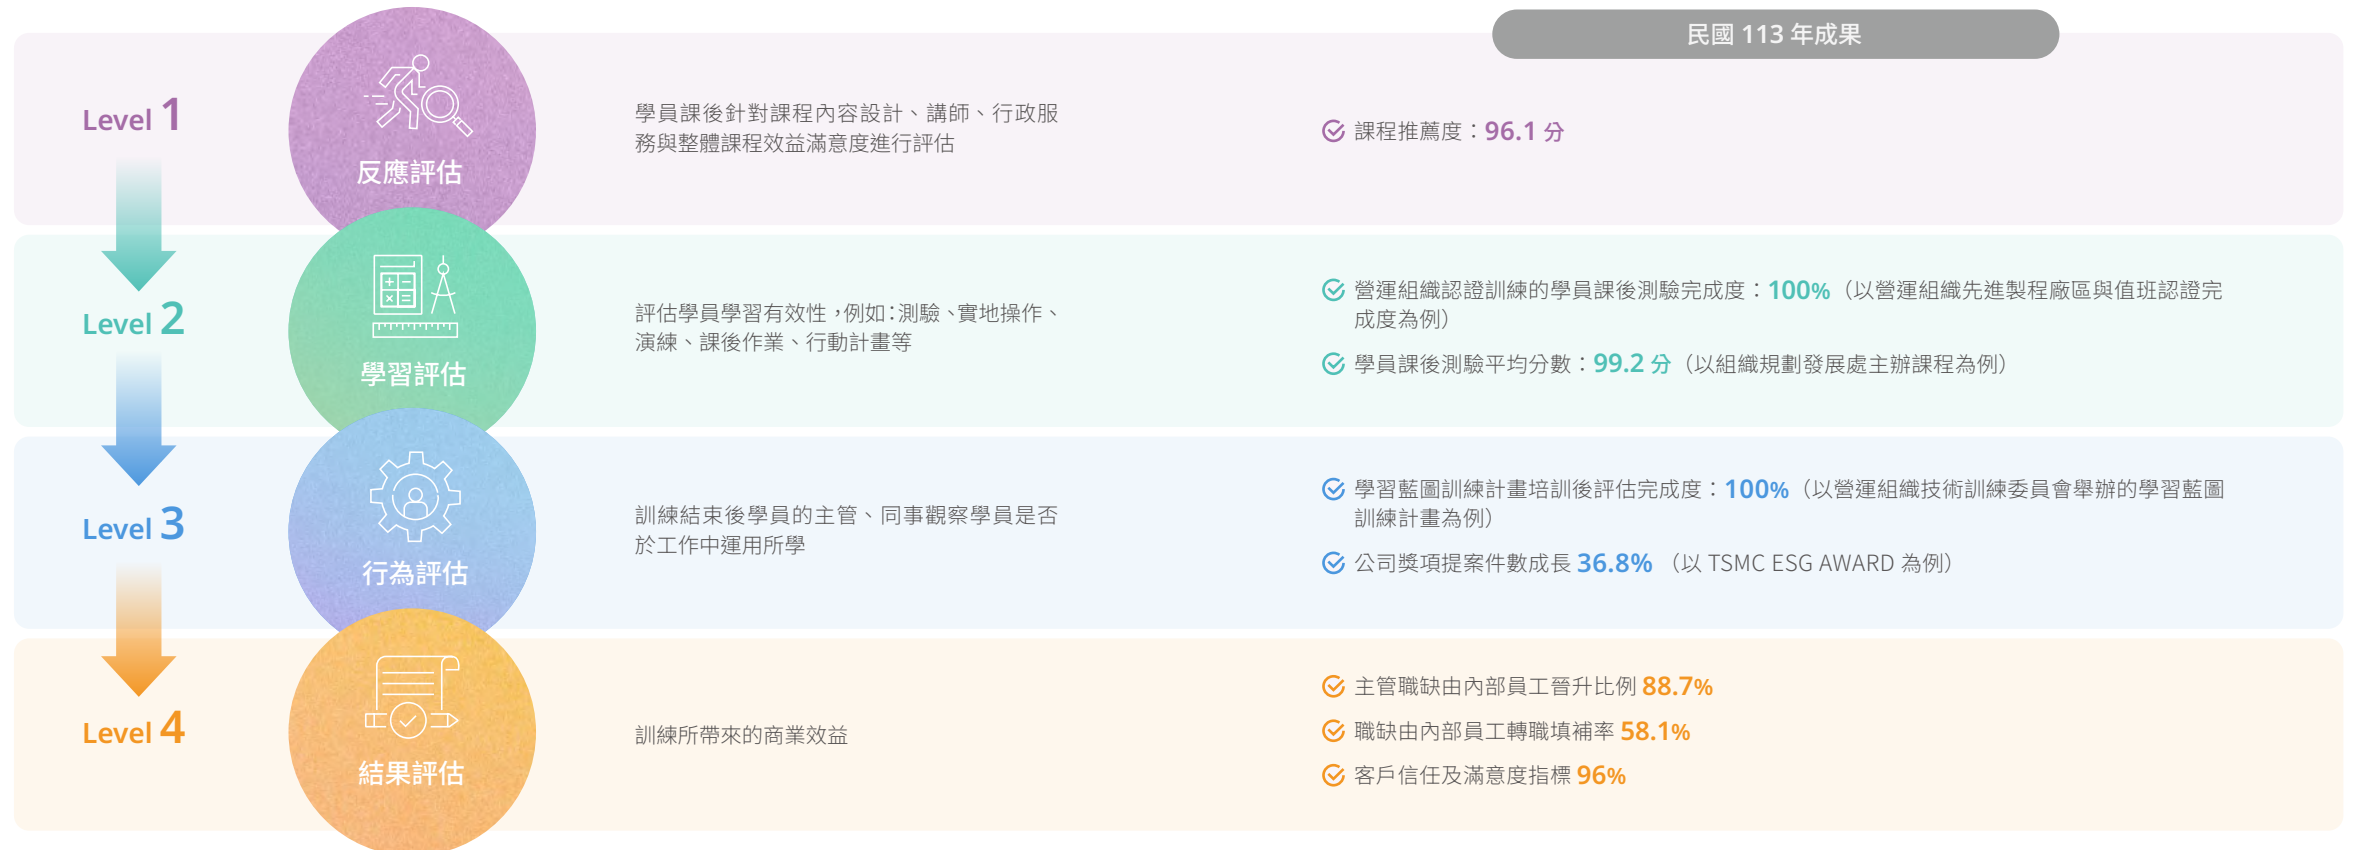 民國 113 年成果
Level 1
反應評估
學員課後針對課程內容設計、講師、行政服
務與整體課程效益滿意度進行評估
課程推薦度：96.1 分
Level 2
學習評估
評估學員學習有效性，例如：測驗、實地操作、
演練、課後作業、行動計畫等
營運組織認證訓練的學員課後測驗完成度：100%（以營運組織先進製程廠區與值班認證完
成度為例）
學員課後測驗平均分數：99.2 分（以組織規劃發展處主辦課程為例）
Level 3
行為評估
訓練結束後學員的主管、同事觀察學員是否
於工作中運用所學
學習藍圖訓練計畫培訓後評估完成度：100%（以營運組織技術訓練委員會舉辦的學習藍圖
訓練計畫為例）
公司獎項提案件數成長 36.8% （以 TSMC ESG AWARD 為例）
Level 4
結果評估
訓練所帶來的商業效益
主管職缺由內部員工晉升比例 88.7%
職缺由內部員工轉職填補率 58.1%
客戶信任及滿意度指標 96%